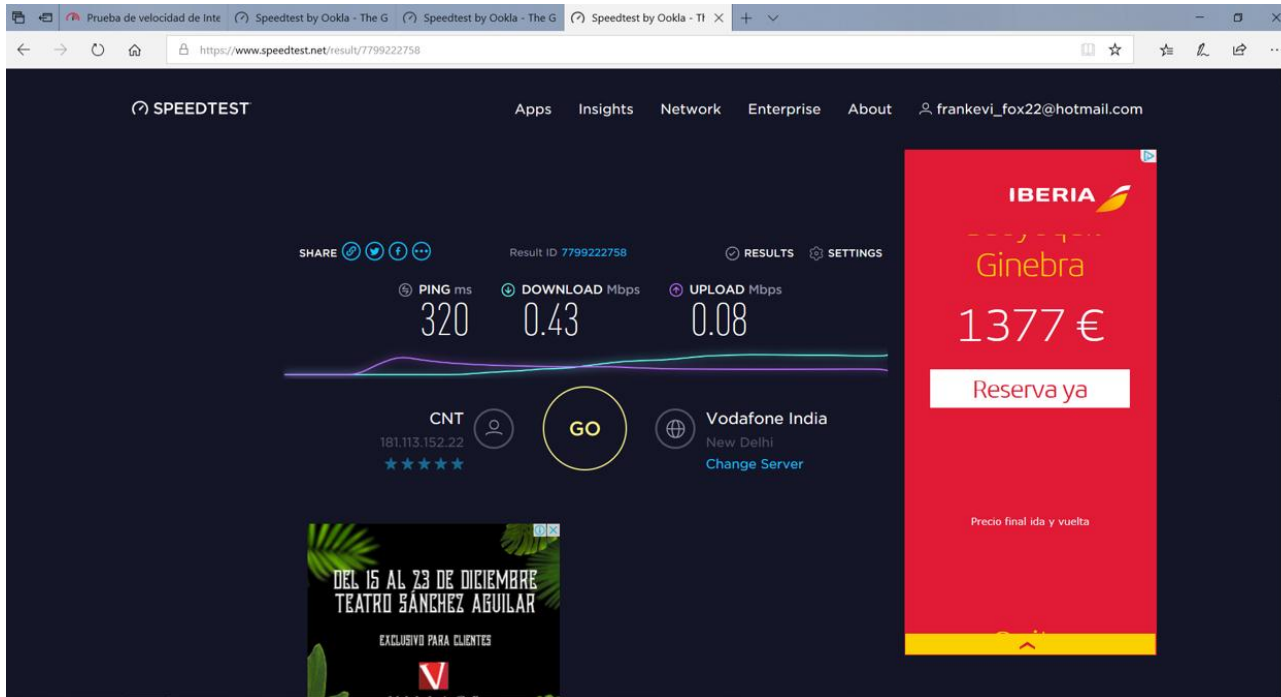 Prueba de velocidad de Inte
Speedtest by Ookla - The G
Speedtest by Ookla - The G
Speedtest by Ookla - Th
https://www.speedtest.net/result/7799222758
SPEEDTEST
Apps Insights Network Enterprise About frankevi_fox22@hotmail.com
SHARE
Result ID 7799222758
RESULTS SETTINGS
PING ms DOWNLOAD Mbps UPLOAD Mbps
320 0.43 0.08
CNT
181.113.152.22
GO
Vodafone India
New Delhi
Change Server
IBERIA
Ginebra
1377 €
Reserva ya
Precio final ida y vuelta
DEL 15 AL 23 DE DICIEMBRE
TEATRO SÁNCHEZ AGUILAR
EXCLUSIVO PARA CLIENTES
V